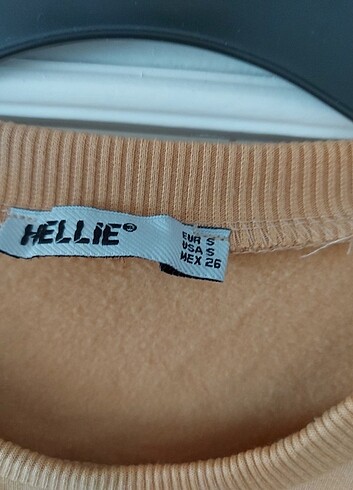 HELLIE®
EUR S
USA S
MEX 26